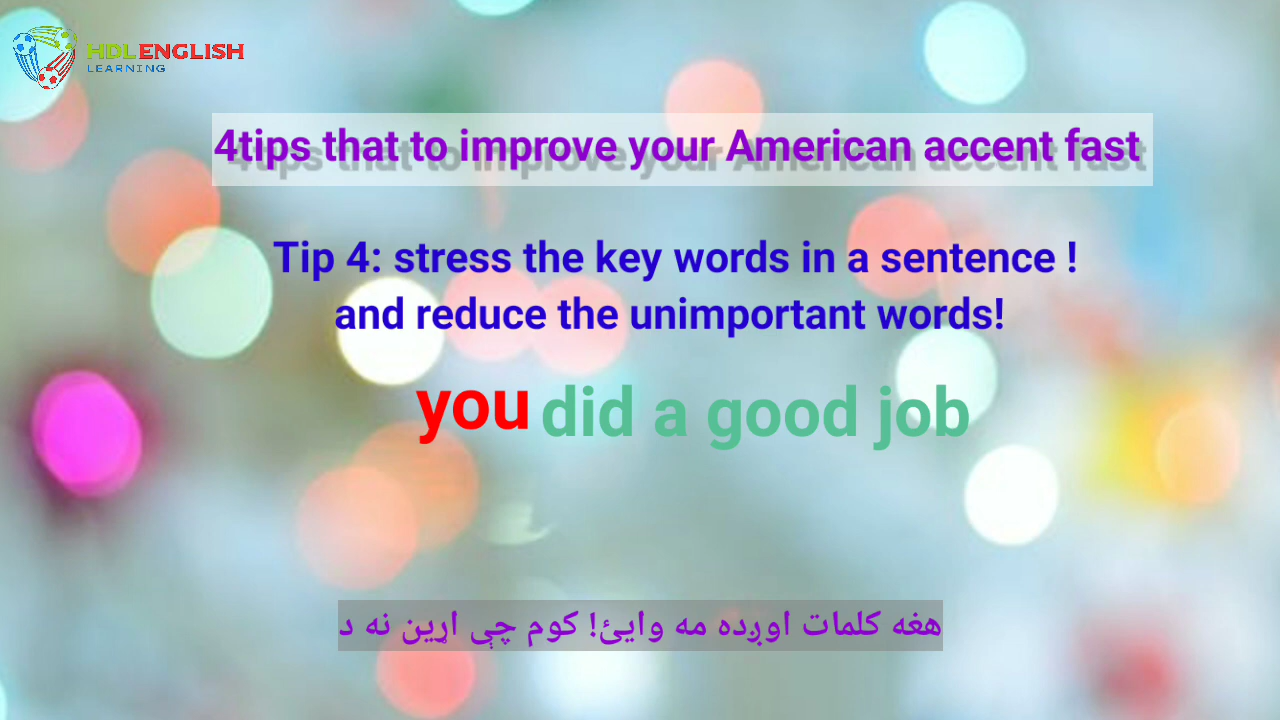 HDLENGLISH
LEARNING
4tips that to improve your American accent fast
Tip 4: stress the key words in a sentence !
and reduce the unimportant words!
you did a good job
هغه کلمات اوږده مه وایئ! کوم چې اړین نه د